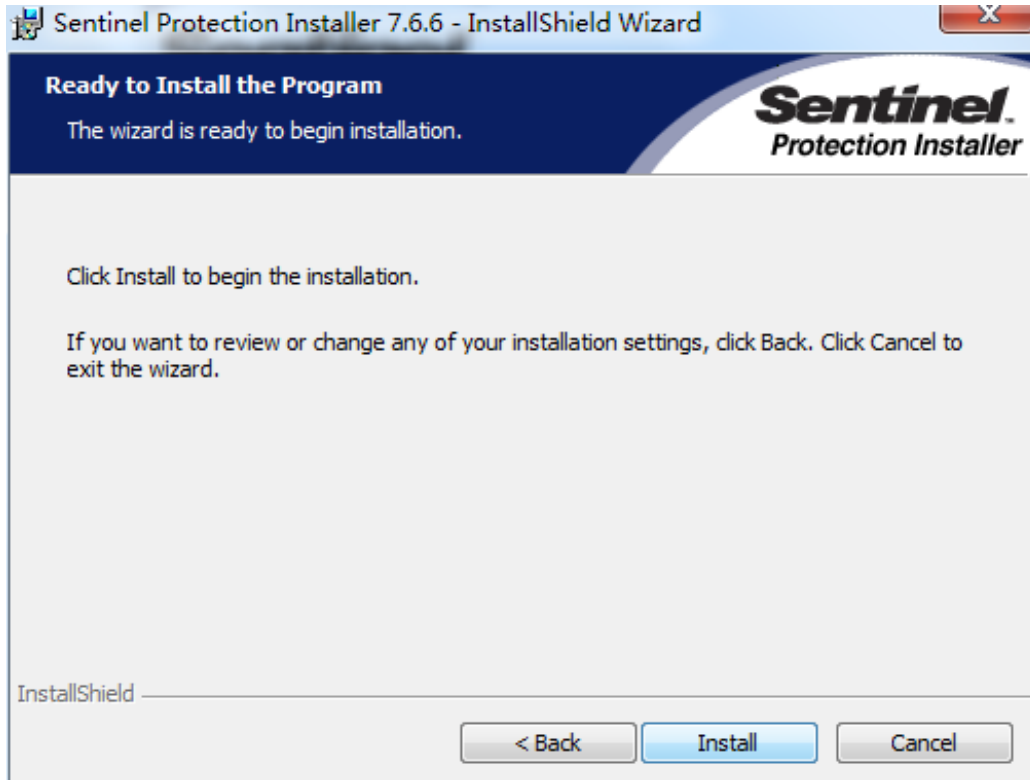 Sentinel Protection Installer 7.6.6 - InstallShield Wizard
X
Ready to Install the Program
The wizard is ready to begin installation.
Sentinel.
Protection Installer
Click Install to begin the installation.
If you want to review or change any of your installation settings, click Back. Click Cancel to
exit the wizard.
InstallShield
< Back
Install
Cancel